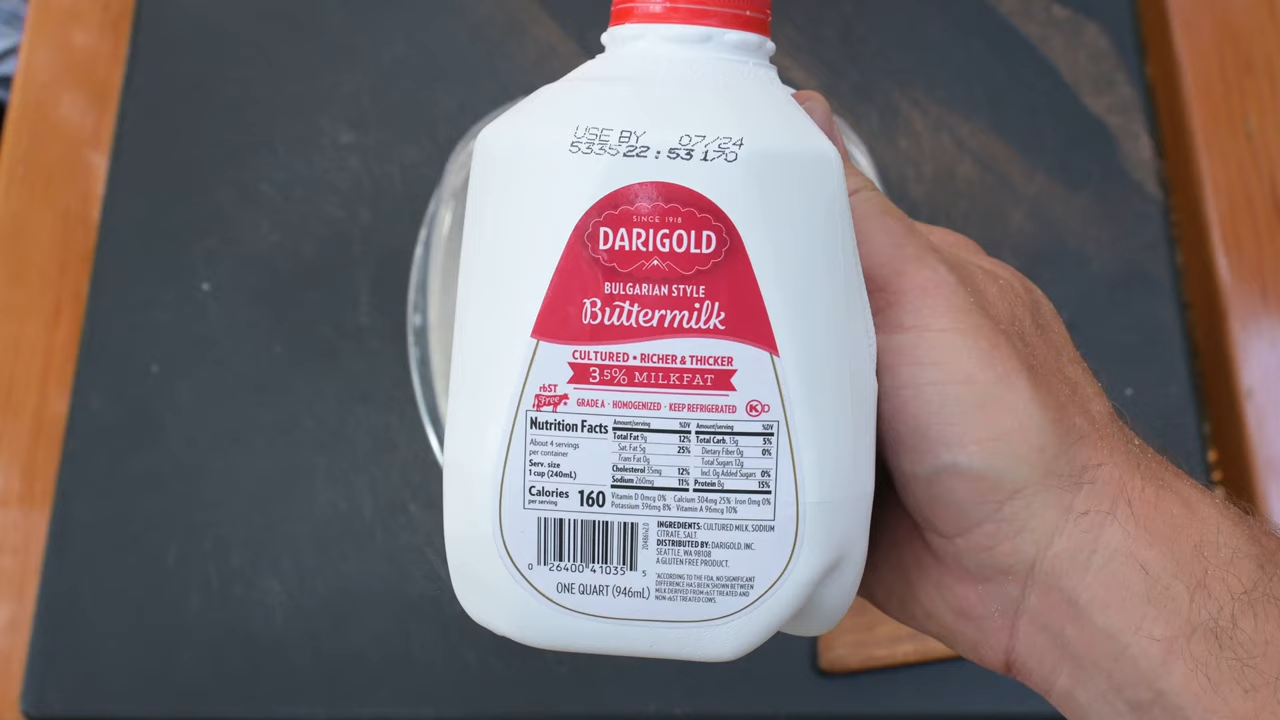 USE BY 07/24
533522:53 170
SINCE 1918
DARIGOLD
BULGARIAN STYLE
Buttermilk
CULTURED • RICHER & THICKER
3.5% MILKFAT
rbST
Free
GRADE A · HOMOGENIZED · KEEP REFRIGERATED
K D
Nutrition Facts
About 4 servings
per container
Serv. size
1 cup (240mL)
Calories 160
per serving
Amount/serving %DV
Total Fat 9g 12%
Sat. Fat 5g 25%
Trans Fat 0g
Cholesterol 35mg 12%
Sodium 260mg 11%
Amount/serving %DV
Total Carb. 13g 5%
Dietary Fiber 0g 0%
Total Sugars 12g
Incl. 0g Added Sugars 0%
Protein 8g 15%
Vitamin D 0mcg 0% · Calcium 304mg 25% · Iron 0mg 0%
Potassium 396mg 8% · Vitamin A 96mcg 10%
0 26400 41035 5
ONE QUART (946mL)
INGREDIENTS: CULTURED MILK, SODIUM
CITRATE, SALT.
DISTRIBUTED BY: DARIGOLD, INC.
SEATTLE, WA 98108
A GLUTEN FREE PRODUCT.
*ACCORDING TO THE FDA, NO SIGNIFICANT
DIFFERENCE HAS BEEN SHOWN BETWEEN
MILK DERIVED FROM rbST TREATED AND
NON-rbST TREATED COWS.